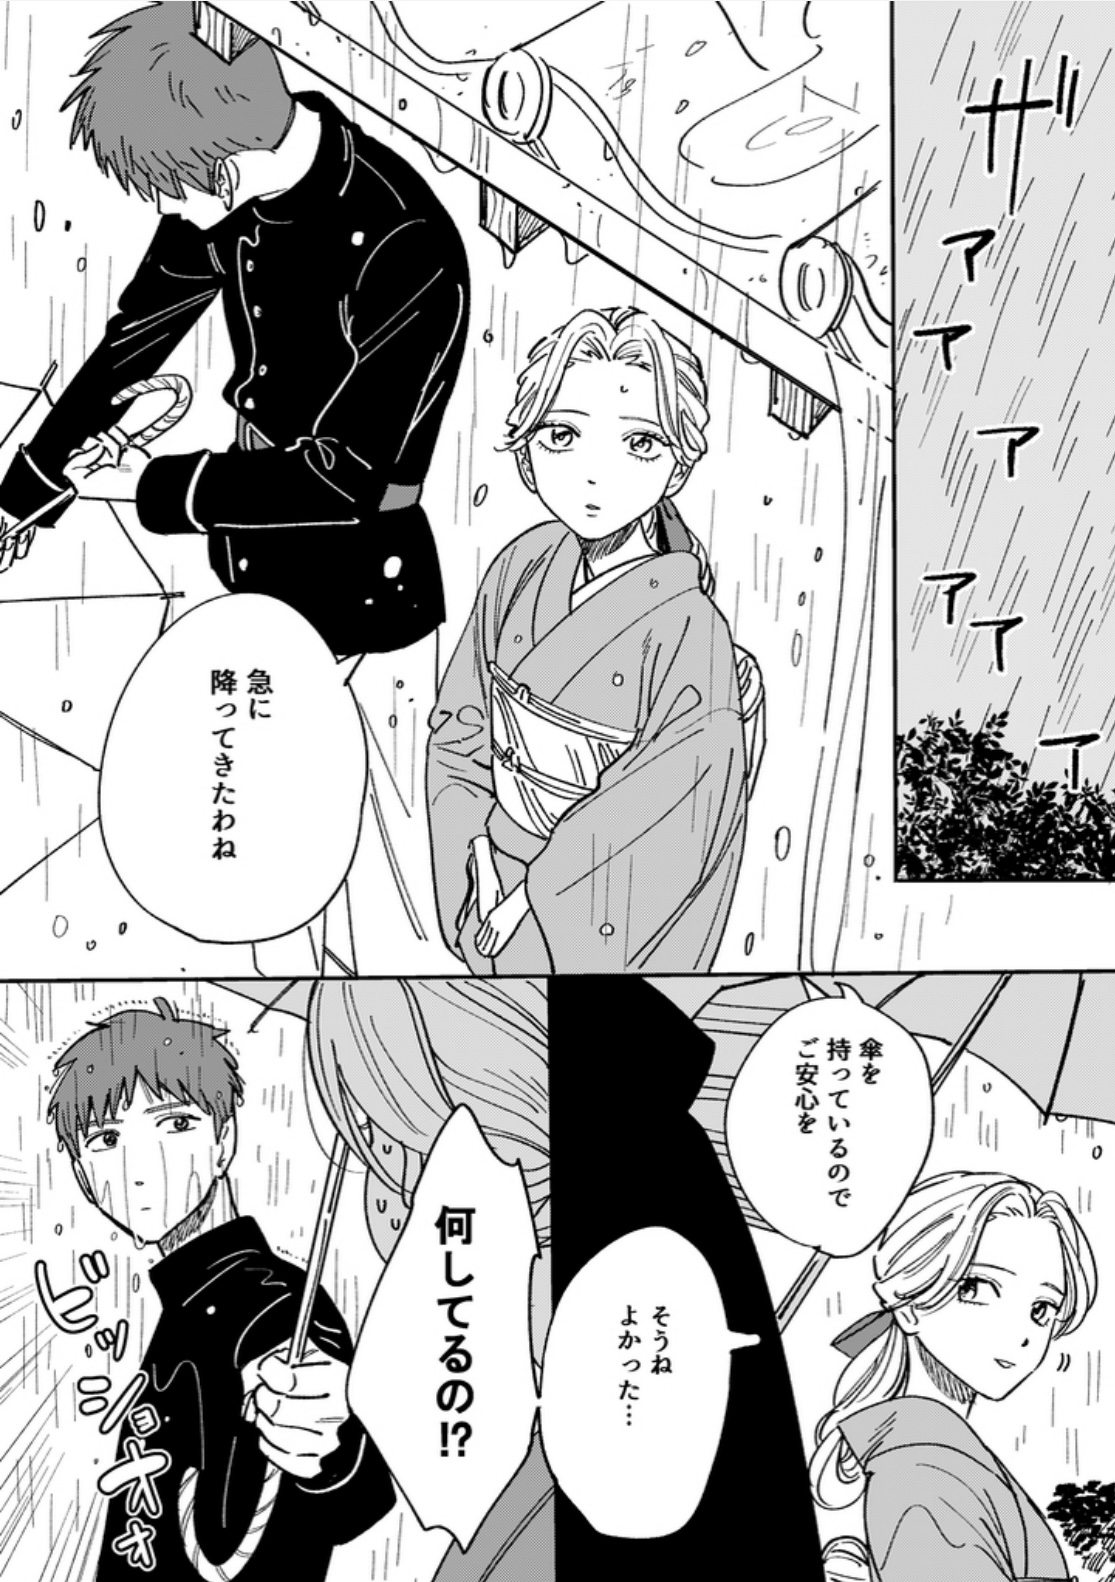 ザァァァァァァ
急に
降ってきたわね
傘を
持っているので
ご安心を
そうね
よかった…
何してるの!?
ビッショオォォ